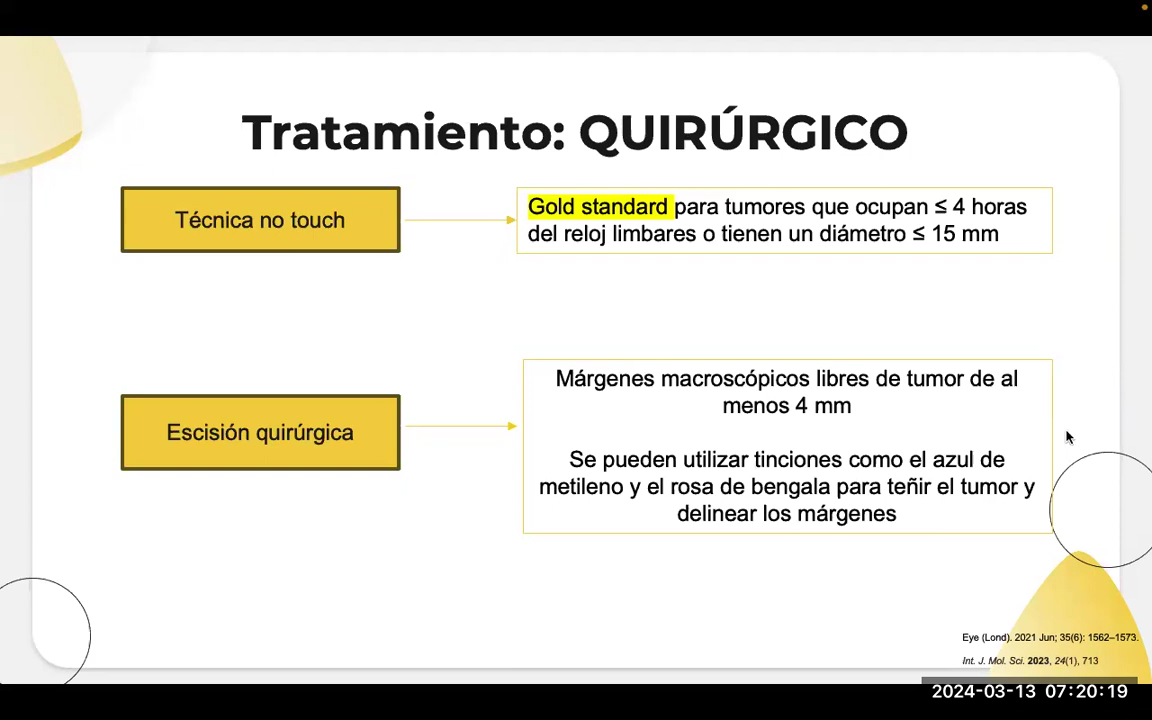 Tratamiento: QUIRÚRGICO
Técnica no touch
Gold standard para tumores que ocupan ≤ 4 horas
del reloj limbares o tienen un diámetro ≤ 15 mm
Escisión quirúrgica
Márgenes macroscópicos libres de tumor de al
menos 4 mm
Se pueden utilizar tinciones como el azul de
metileno y el rosa de bengala para teñir el tumor y
delinear los márgenes
Eye (Lond). 2021 Jun; 35(6): 1562–1573.
Int. J. Mol. Sci. 2023, 24(1), 713
2024-03-13 07:20:19